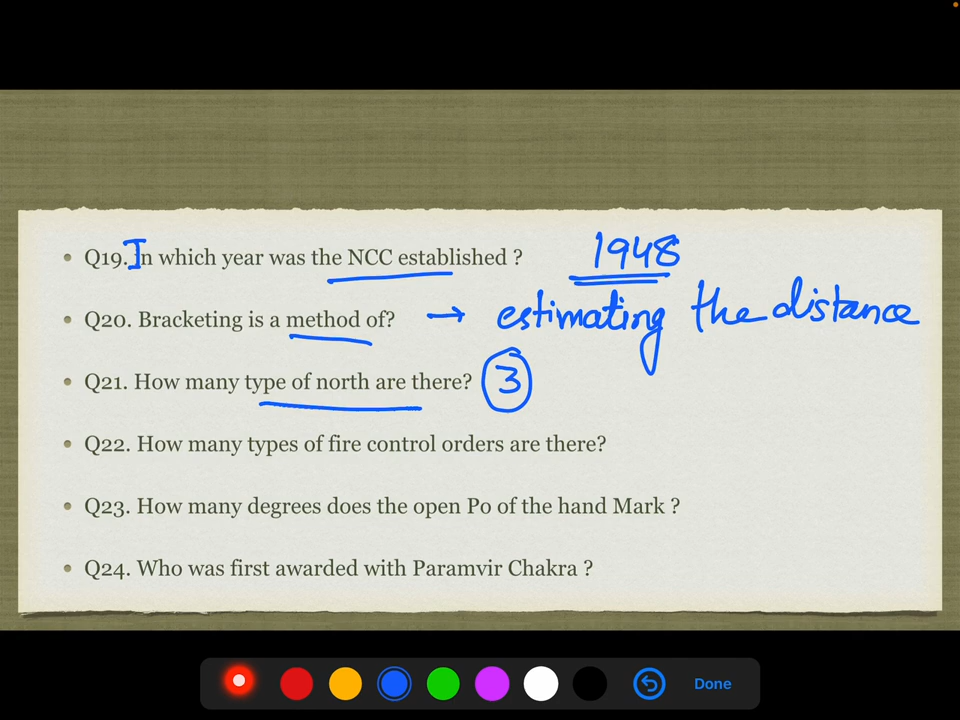 Q19. In which year was the NCC established ? 1948
Q20. Bracketing is a method of? → estimating the distance
Q21. How many type of north are there? 3
Q22. How many types of fire control orders are there?
Q23. How many degrees does the open Po of the hand Mark ?
Q24. Who was first awarded with Paramvir Chakra ?
Done